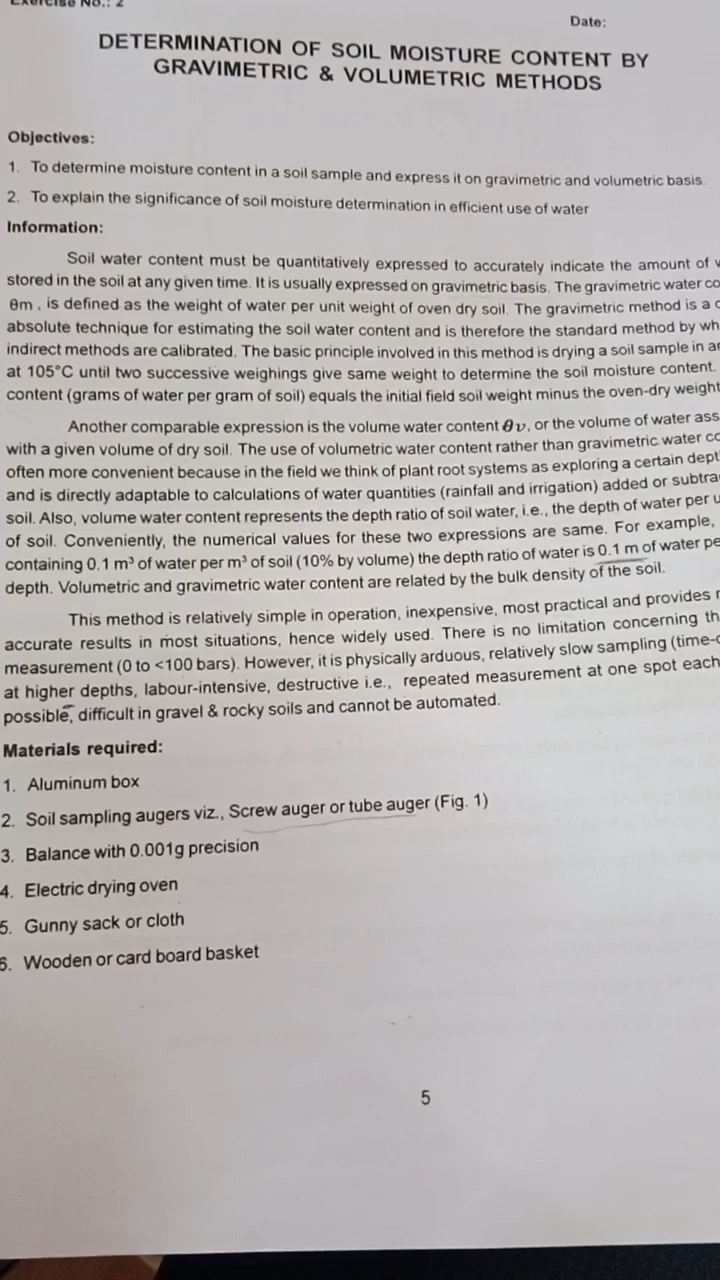 Exercise No.: 2
Date:
DETERMINATION OF SOIL MOISTURE CONTENT BY
GRAVIMETRIC & VOLUMETRIC METHODS
Objectives:
1. To determine moisture content in a soil sample and express it on gravimetric and volumetric basis.
2. To explain the significance of soil moisture determination in efficient use of water
Information:
Soil water content must be quantitatively expressed to accurately indicate the amount of
stored in the soil at any given time. It is usually expressed on gravimetric basis. The gravimetric water
θm , is defined as the weight of water per unit weight of oven dry soil. The gravimetric method is a
absolute technique for estimating the soil water content and is therefore the standard method by
indirect methods are calibrated. The basic principle involved in this method is drying a soil sample in
at 105°C until two successive weighings give same weight to determine the soil moisture content.
content (grams of water per gram of soil) equals the initial field soil weight minus the oven-dry weight
Another comparable expression is the volume water content θv, or the volume of water
with a given volume of dry soil. The use of volumetric water content rather than gravimetric water
often more convenient because in the field we think of plant root systems as exploring a certain
and is directly adaptable to calculations of water quantities (rainfall and irrigation) added or
soil. Also, volume water content represents the depth ratio of soil water, i.e., the depth of water per
of soil. Conveniently, the numerical values for these two expressions are same. For example,
containing 0.1 m³ of water per m³ of soil (10% by volume) the depth ratio of water is 0.1 m of water
depth. Volumetric and gravimetric water content are related by the bulk density of the soil.
This method is relatively simple in operation, inexpensive, most practical and provides
accurate results in most situations, hence widely used. There is no limitation concerning
measurement (0 to <100 bars). However, it is physically arduous, relatively slow sampling
at higher depths, labour-intensive, destructive i.e., repeated measurement at one spot each
possible, difficult in gravel & rocky soils and cannot be automated.
Materials required:
1. Aluminum box
2. Soil sampling augers viz., Screw auger or tube auger (Fig. 1)
3. Balance with 0.001g precision
4. Electric drying oven
5. Gunny sack or cloth
6. Wooden or card board basket
5